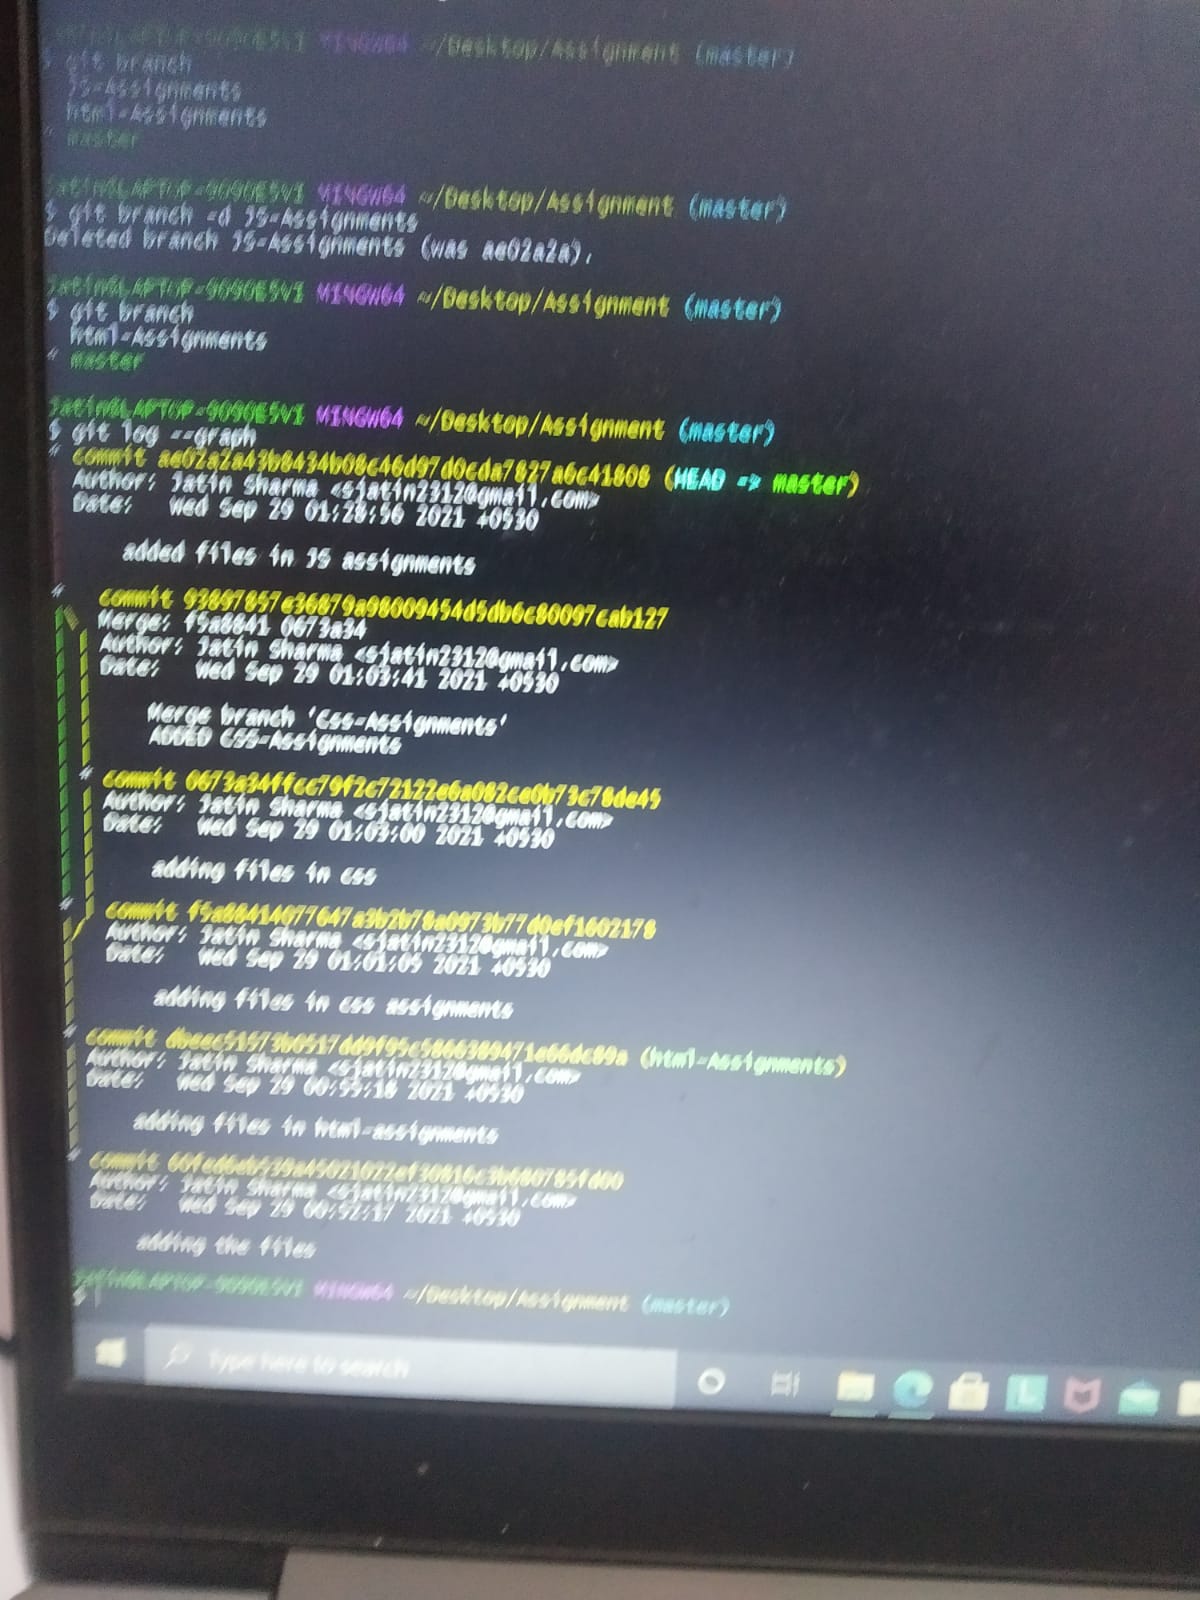 MINGW64 ~/Desktop/Assignment (master)
$ git branch
JS-Assignments
html-Assignments
* master
Jatin@LAPTOP-9O9OE5V1 MINGW64 ~/Desktop/Assignment (master)
$ git branch -d JS-Assignments
Deleted branch JS-Assignments (was ae02a2a).
Jatin@LAPTOP-9O9OE5V1 MINGW64 ~/Desktop/Assignment (master)
$ git branch
html-Assignments
* master
Jatin@LAPTOP-9O9OE5V1 MINGW64 ~/Desktop/Assignment (master)
$ git log --graph
* commit ae02a2a43b8434b08c46d97d0cda7827a6c41808 (HEAD -> master)
Author: Jatin Sharma <sjatin2312@gmail.com>
Date: Wed Sep 29 01:28:56 2021 +0530
added files in JS assignments
* commit 93897857e36879a98009454d5db6c80097cab127
Merge: f5a8841 0673a34
Author: Jatin Sharma <sjatin2312@gmail.com>
Date: Wed Sep 29 01:03:41 2021 +0530
Merge branch 'Css-Assignments'
ADDED CSS-Assignments
* commit 0673a34ffcc79f2c72122e6a082ce0b73c78de45
Author: Jatin Sharma <sjatin2312@gmail.com>
Date: Wed Sep 29 01:03:00 2021 +0530
adding files in css
* commit f5a88414077647a3b2b78a0973b77d0ef1602178
Author: Jatin Sharma <sjatin2312@gmail.com>
Date: Wed Sep 29 01:01:05 2021 +0530
adding files in css assignments
* commit dbeec51573b0517dd9f95c5866389471e66dc89a (html-Assignments)
Author: Jatin Sharma <sjatin2312@gmail.com>
Date: Wed Sep 29 00:55:18 2021 +0530
adding files in html-assignments
* commit
Author: Jatin Sharma <sjatin2312@gmail.com>
Date: Wed Sep 29 00:52:17 2021 +0530
adding the files
Jatin@LAPTOP-9O9OE5V1 MINGW64 ~/Desktop/Assignment (master)
$
Type here to search